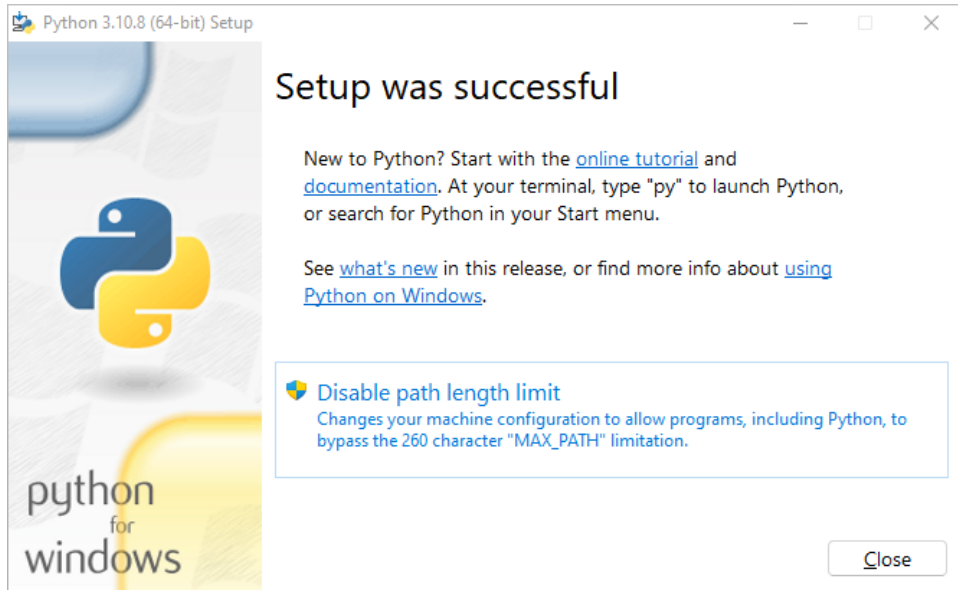 Python 3.10.8 (64-bit) Setup
Setup was successful
New to Python? Start with the online tutorial and
documentation. At your terminal, type "py" to launch Python,
or search for Python in your Start menu.
See what's new in this release, or find more info about using
Python on Windows.
Disable path length limit
Changes your machine configuration to allow programs, including Python, to
bypass the 260 character "MAX_PATH" limitation.
python
for
windows
Close